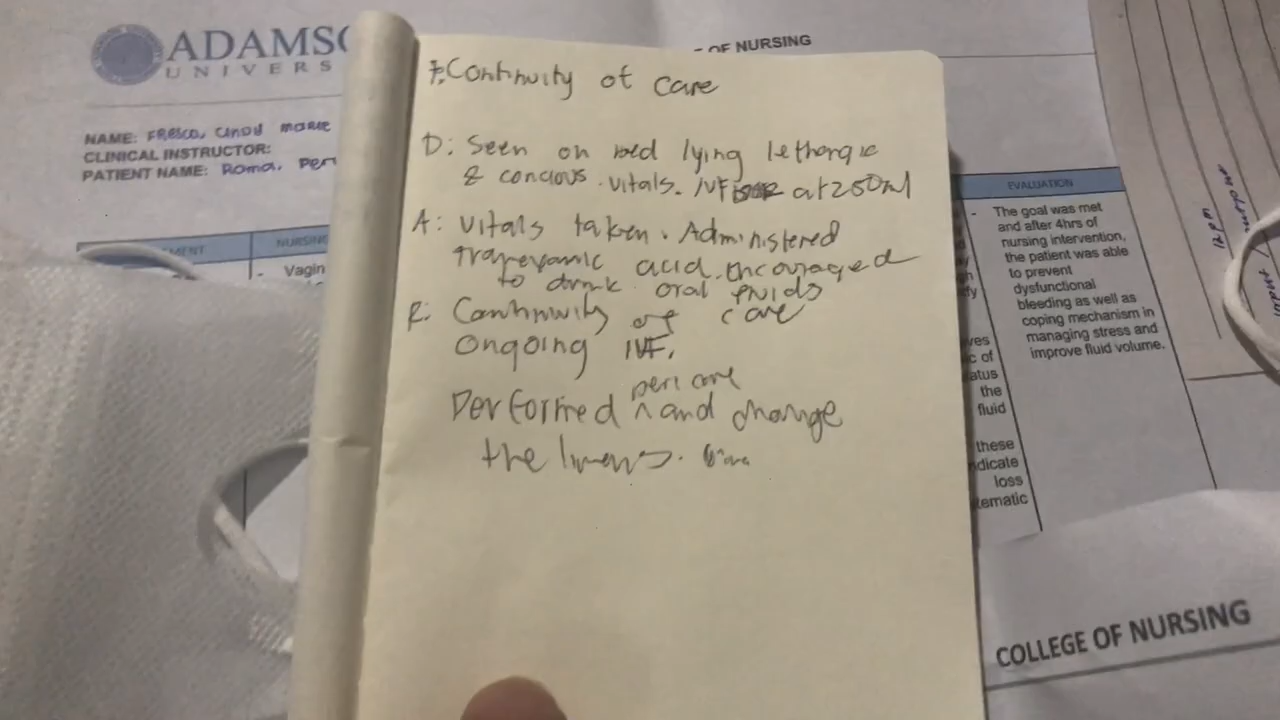 ADAMSO
UNIVERS
OF NURSING
NAME: Fresco,
CLINICAL INSTRUCTOR:
PATIENT NAME: Roma, Peri
MENT
NURSING
- Vagin
F: Continuity of care
D: Seen on bed lying lethargic
& concious. vitals. IVF at 250ml
A: vitals taken. Administered
Tranexamic acid. Encouraged
to drink oral fluids
R: Continuity of care
Ongoing IVF.
peri care
Performed ^ and change
the linens.
EVALUATION
- The goal was met
and after 4hrs of
nursing intervention,
the patient was able
to prevent
dysfunctional
bleeding as well as
coping mechanism in
managing stress and
improve fluid volume.
ves
c of
atus
the
fluid
these
ndicate
loss
tematic
COLLEGE OF NURSING